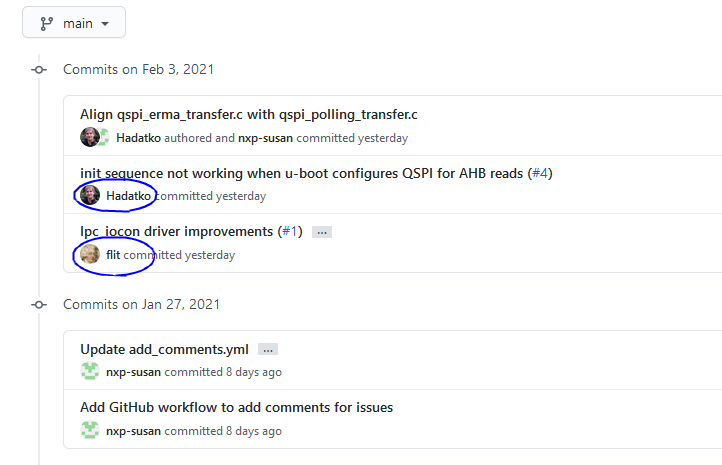 main
Commits on Feb 3, 2021
Align qspi_erma_transfer.c with qspi_polling_transfer.c
Hadatko authored and nxp-susan committed yesterday
init sequence not working when u-boot configures QSPI for AHB reads (#4)
Hadatko committed yesterday
lpc_iocon driver improvements (#1) ...
flit committed yesterday
Commits on Jan 27, 2021
Update add_comments.yml ...
nxp-susan committed 8 days ago
Add GitHub workflow to add comments for issues
nxp-susan committed 8 days ago